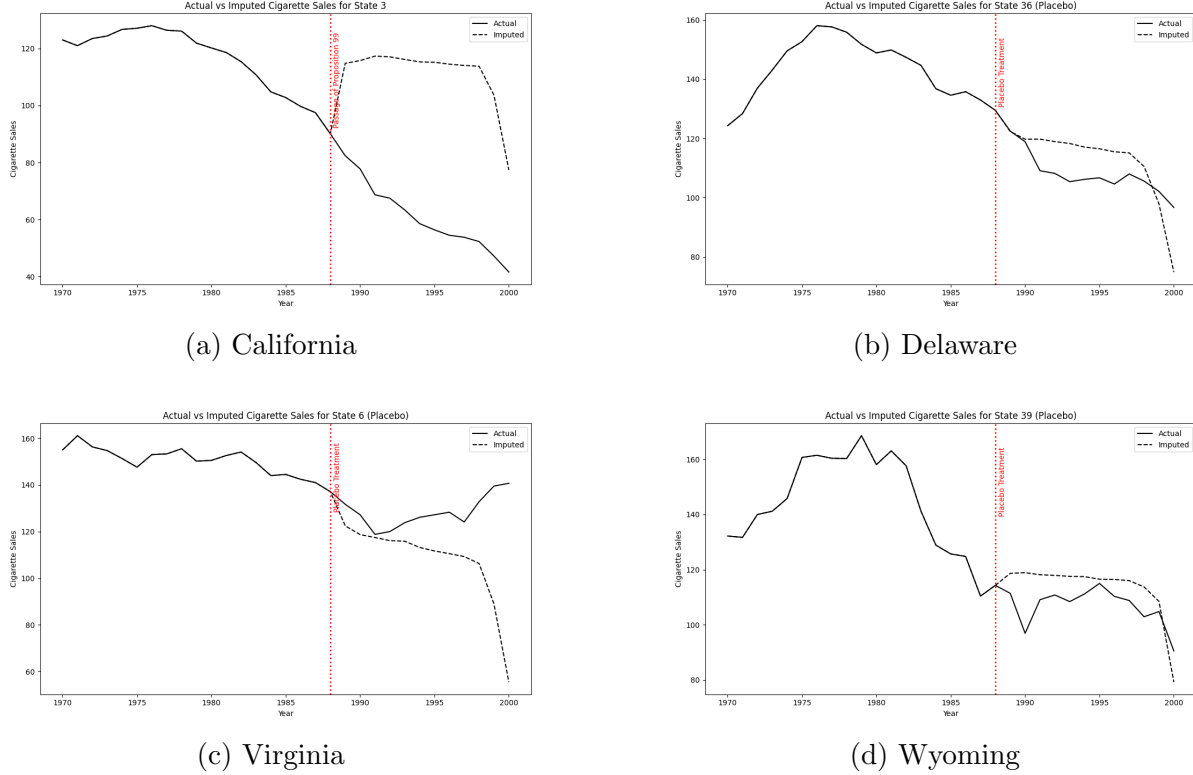 Actual vs Imputed Cigarette Sales for State 3
Actual
Imputed
Passage of Proposition 99
Cigarette Sales
120
100
80
60
40
1970 1975 1980 1985 1990 1995 2000
Year
(a) California
Actual vs Imputed Cigarette Sales for State 36 (Placebo)
Actual
Imputed
Placebo Treatment
Cigarette Sales
160
140
120
100
80
1970 1975 1980 1985 1990 1995 2000
Year
(b) Delaware
Actual vs Imputed Cigarette Sales for State 6 (Placebo)
Actual
Imputed
Placebo Treatment
Cigarette Sales
160
140
120
100
80
60
1970 1975 1980 1985 1990 1995 2000
Year
(c) Virginia
Actual vs Imputed Cigarette Sales for State 39 (Placebo)
Actual
Imputed
Placebo Treatment
Cigarette Sales
160
140
120
100
80
1970 1975 1980 1985 1990 1995 2000
Year
(d) Wyoming